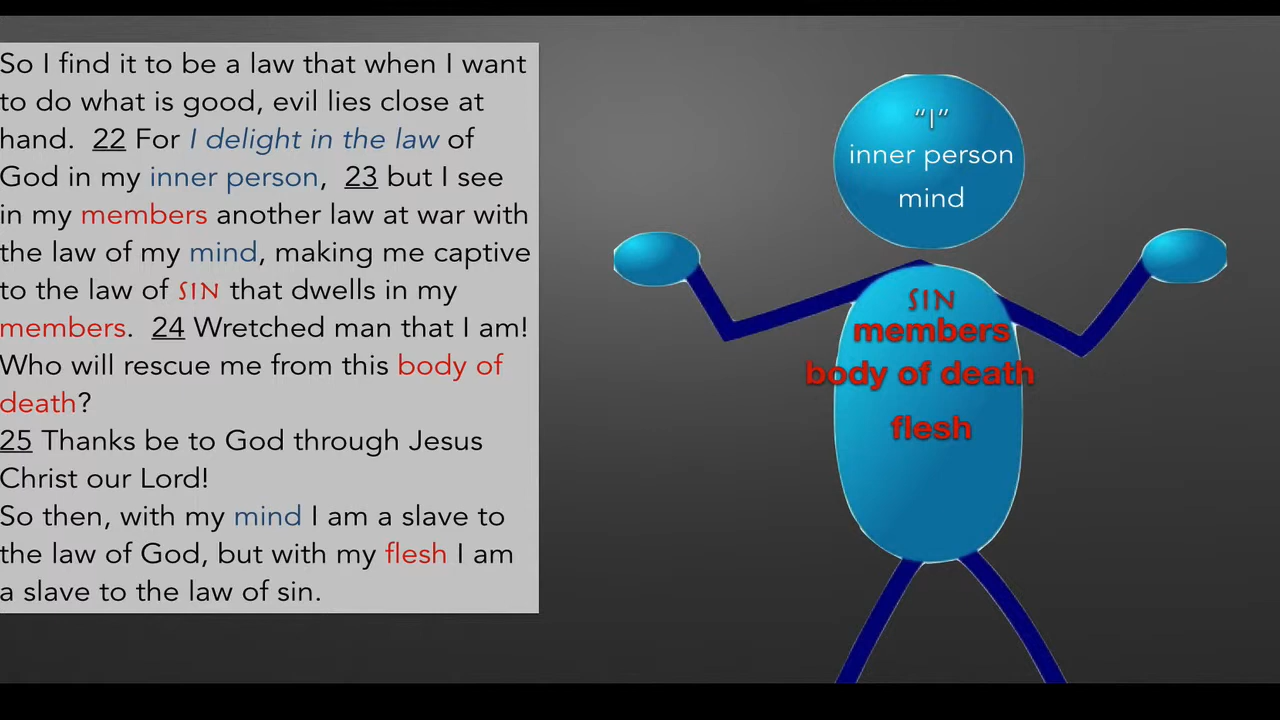 So I find it to be a law that when I want
to do what is good, evil lies close at
hand.  22 For I delight in the law of
God in my inner person,  23 but I see
in my members another law at war with
the law of my mind, making me captive
to the law of SIN that dwells in my
members.  24 Wretched man that I am!
Who will rescue me from this body of
death?
25 Thanks be to God through Jesus
Christ our Lord!
So then, with my mind I am a slave to
the law of God, but with my flesh I am
a slave to the law of sin.
“I”
inner person
mind
SIN
members
body of death
flesh